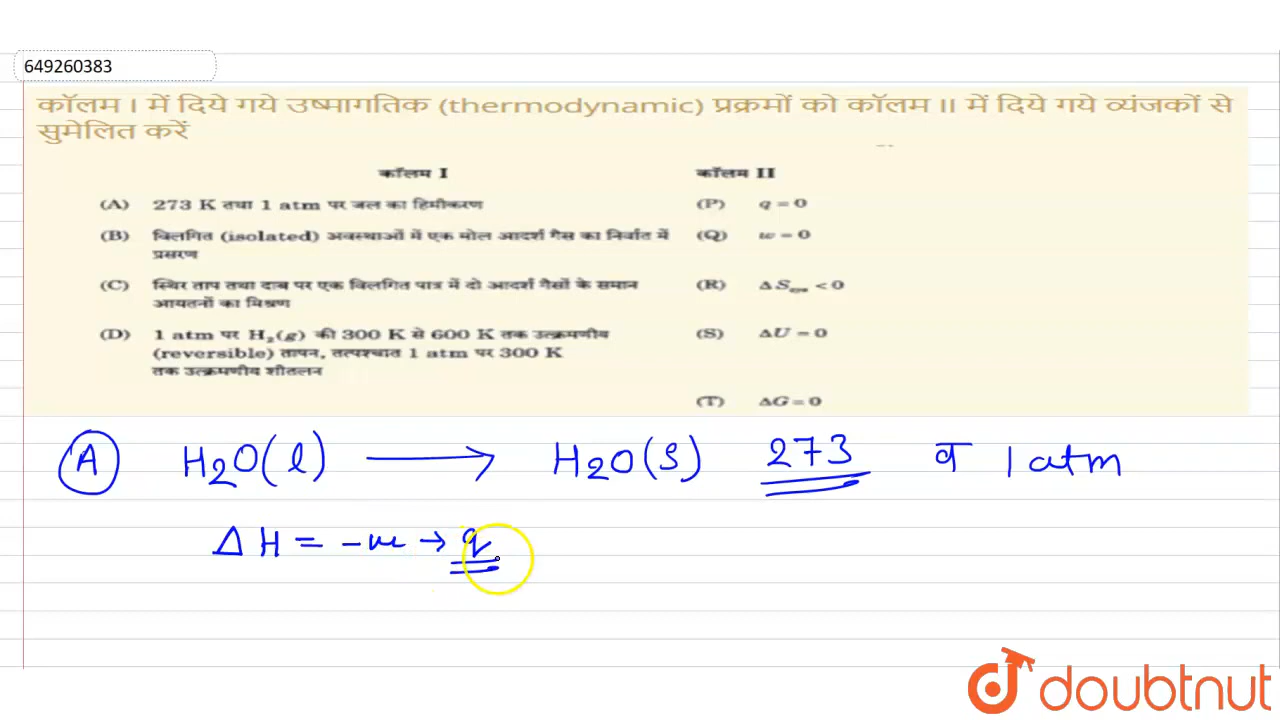 649260383
कॉलम I में दिये गये उष्मागतिक (thermodynamic) प्रक्रमों को कॉलम II में दिये गये व्यंजकों से
सुमेलित करें
कॉलम I कॉलम II
(A) 273 K तथा 1 atm पर जल का हिमीकरण (P) q = 0
(B) विलगित (isolated) अवस्थाओं में एक मोल आदर्श गैस का निर्वात में (Q) w = 0
प्रसरण
(C) स्थिर ताप तथा दाब पर एक विलगित पात्र में दो आदर्श गैसों के समान (R) ΔS_sys < 0
आयतनों का मिश्रण
(D) 1 atm पर H₂(g) की 300 K से 600 K तक उत्क्रमणीय (S) ΔU = 0
(reversible) तापन, तत्पश्चात 1 atm पर 300 K
तक उत्क्रमणीय शीतलन
(T) ΔG = 0
A H₂O(l) → H₂O(S) 273 व 1 atm
ΔH = -ve → q
doubtnut